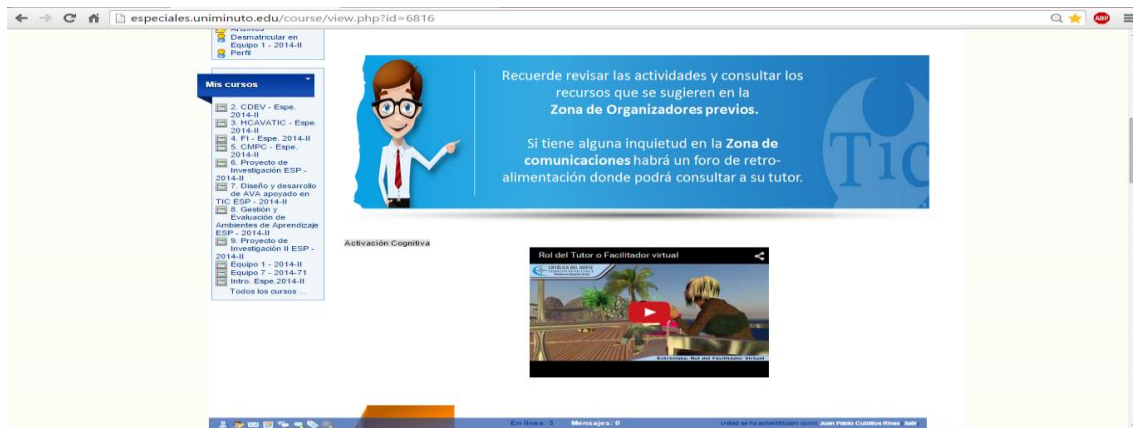 especiales.uniminuto.edu/course/view.php?id=6816
ABP
Archivos
Desmatricular en
Equipo 1 - 2014-II
Perfil
Mis cursos
2. CDEV - Espe.
2014-II
3. HCAVATIC - Espe.
2014-II
4. FI - Espe. 2014-II
5. CMPC - Espe.
2014-II
6. Proyecto de
Investigación ESP -
2014-II
7. Diseño y desarrollo
de AVA apoyado en
TIC ESP - 2014-II
8. Gestión y
Evaluación de
Ambientes de Aprendizaje
ESP - 2014-II
9. Proyecto de
Investigación II ESP -
2014-II
Equipo 1 - 2014-II
Equipo 7 - 2014-71
Intro. Espe.2014-II
Todos los cursos ...
Recuerde revisar las actividades y consultar los
recursos que se sugieren en la
Zona de Organizadores previos.
Si tiene alguna inquietud en la Zona de
comunicaciones habrá un foro de retro-
alimentación donde podrá consultar a su tutor.
Tic
Activación Cognitiva
Rol del Tutor o Facilitador virtual
CATÓLICA DEL NORTE
Entrevista: Rol del Facilitador Virtual
En línea: 3 Mensajes: 0 Usted se ha autentificado como Juan Pablo Cubillos Rivas (Salir)